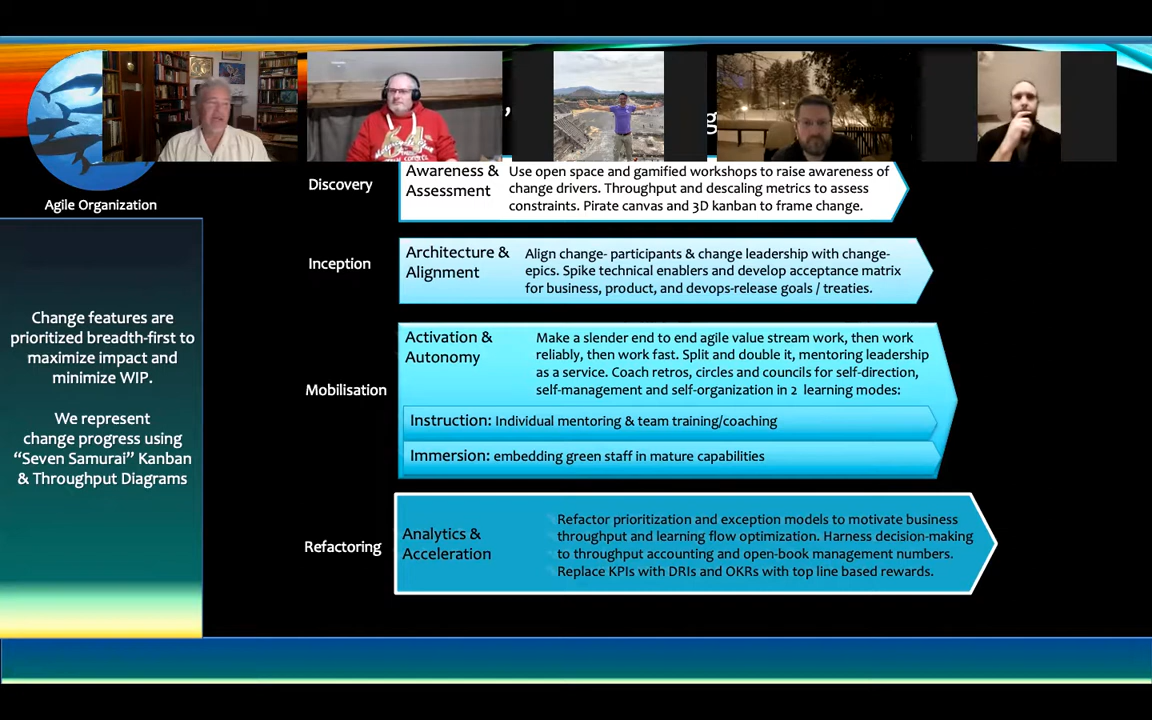 Agile Organization
Change features are
prioritized breadth-first to
maximize impact and
minimize WIP.
We represent
change progress using
“Seven Samurai” Kanban
& Throughput Diagrams
Discovery
Awareness &
Assessment
Use open space and gamified workshops to raise awareness of
change drivers. Throughput and descaling metrics to assess
constraints. Pirate canvas and 3D kanban to frame change.
Inception
Architecture &
Alignment
Align change- participants & change leadership with change-
epics. Spike technical enablers and develop acceptance matrix
for business, product, and devops-release goals / treaties.
Mobilisation
Activation &
Autonomy
Make a slender end to end agile value stream work, then work
reliably, then work fast. Split and double it, mentoring leadership
as a service. Coach retros, circles and councils for self-direction,
self-management and self-organization in 2 learning modes:
Instruction: Individual mentoring & team training/coaching
Immersion: embedding green staff in mature capabilities
Refactoring
Analytics &
Acceleration
Refactor prioritization and exception models to motivate business
throughput and learning flow optimization. Harness decision-making
to throughput accounting and open-book management numbers.
Replace KPIs with DRIs and OKRs with top line based rewards.